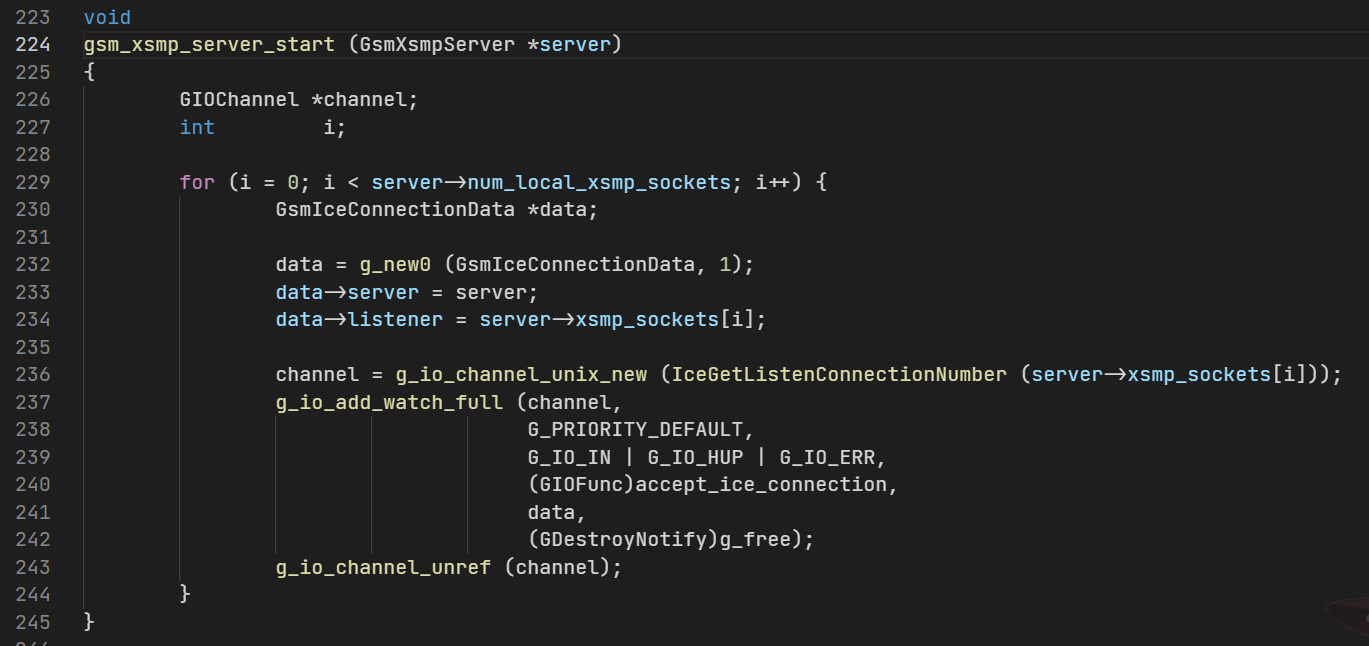 223 void
224 gsm_xsmp_server_start (GsmXsmpServer *server)
225 {
226         GIOChannel *channel;
227         int         i;
228
229         for (i = 0; i < server->num_local_xsmp_sockets; i++) {
230                 GsmIceConnectionData *data;
231
232                 data = g_new0 (GsmIceConnectionData, 1);
233                 data->server = server;
234                 data->listener = server->xsmp_sockets[i];
235
236                 channel = g_io_channel_unix_new (IceGetListenConnectionNumber (server->xsmp_sockets[i]));
237                 g_io_add_watch_full (channel,
238                                      G_PRIORITY_DEFAULT,
239                                      G_IO_IN | G_IO_HUP | G_IO_ERR,
240                                      (GIOFunc)accept_ice_connection,
241                                      data,
242                                      (GDestroyNotify)g_free);
243                 g_io_channel_unref (channel);
244         }
245 }